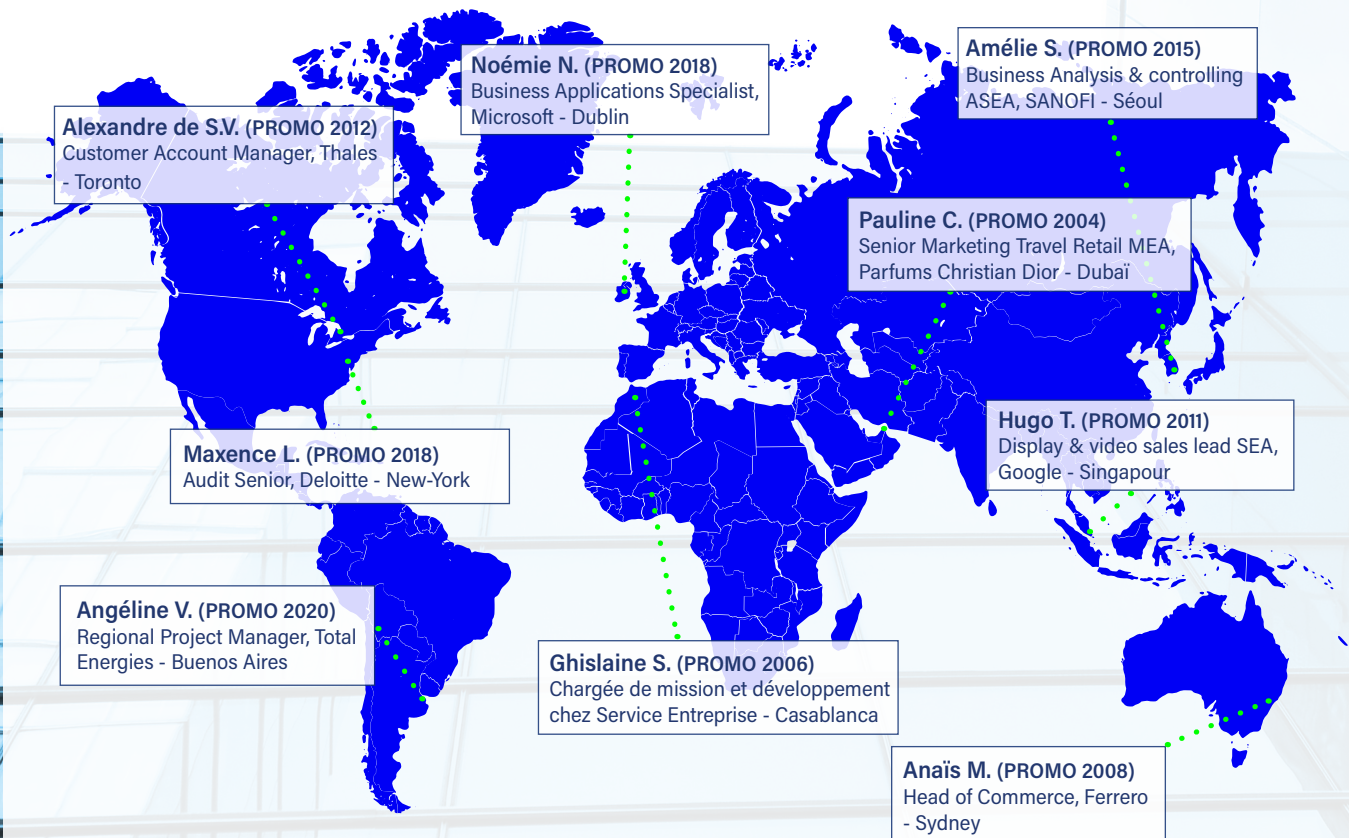 Noémie N. (PROMO 2018)
Business Applications Specialist,
Microsoft - Dublin
Amélie S. (PROMO 2015)
Business Analysis & controlling
ASEA, SANOFI - Séoul
Alexandre de S.V. (PROMO 2012)
Customer Account Manager, Thales
- Toronto
Pauline C. (PROMO 2004)
Senior Marketing Travel Retail MEA,
Parfums Christian Dior - Dubaï
Hugo T. (PROMO 2011)
Display & video sales lead SEA,
Google - Singapour
Maxence L. (PROMO 2018)
Audit Senior, Deloitte - New-York
Angéline V. (PROMO 2020)
Regional Project Manager, Total
Energies - Buenos Aires
Ghislaine S. (PROMO 2006)
Chargée de mission et développement
chez Service Entreprise - Casablanca
Anaïs M. (PROMO 2008)
Head of Commerce, Ferrero
- Sydney